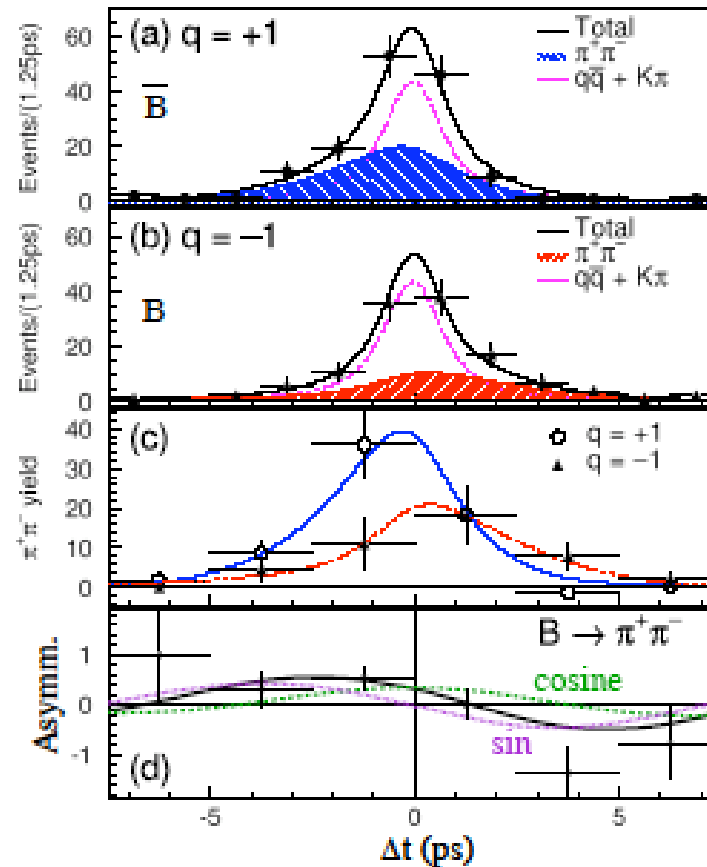 (a) q = +1
B̅
Total
π⁺π⁻
qq̅ + Kπ
Events/(1.25ps)
60
40
20
0
(b) q = −1
B
Total
π⁺π⁻
qq̅ + Kπ
Events/(1.25ps)
60
40
20
0
(c)
q = +1
q = −1
π⁺π⁻ yield
40
30
20
10
0
B → π⁺π⁻
cosine
sin
(d)
Asymm.
1
0
-1
-5 0 5
Δt (ps)